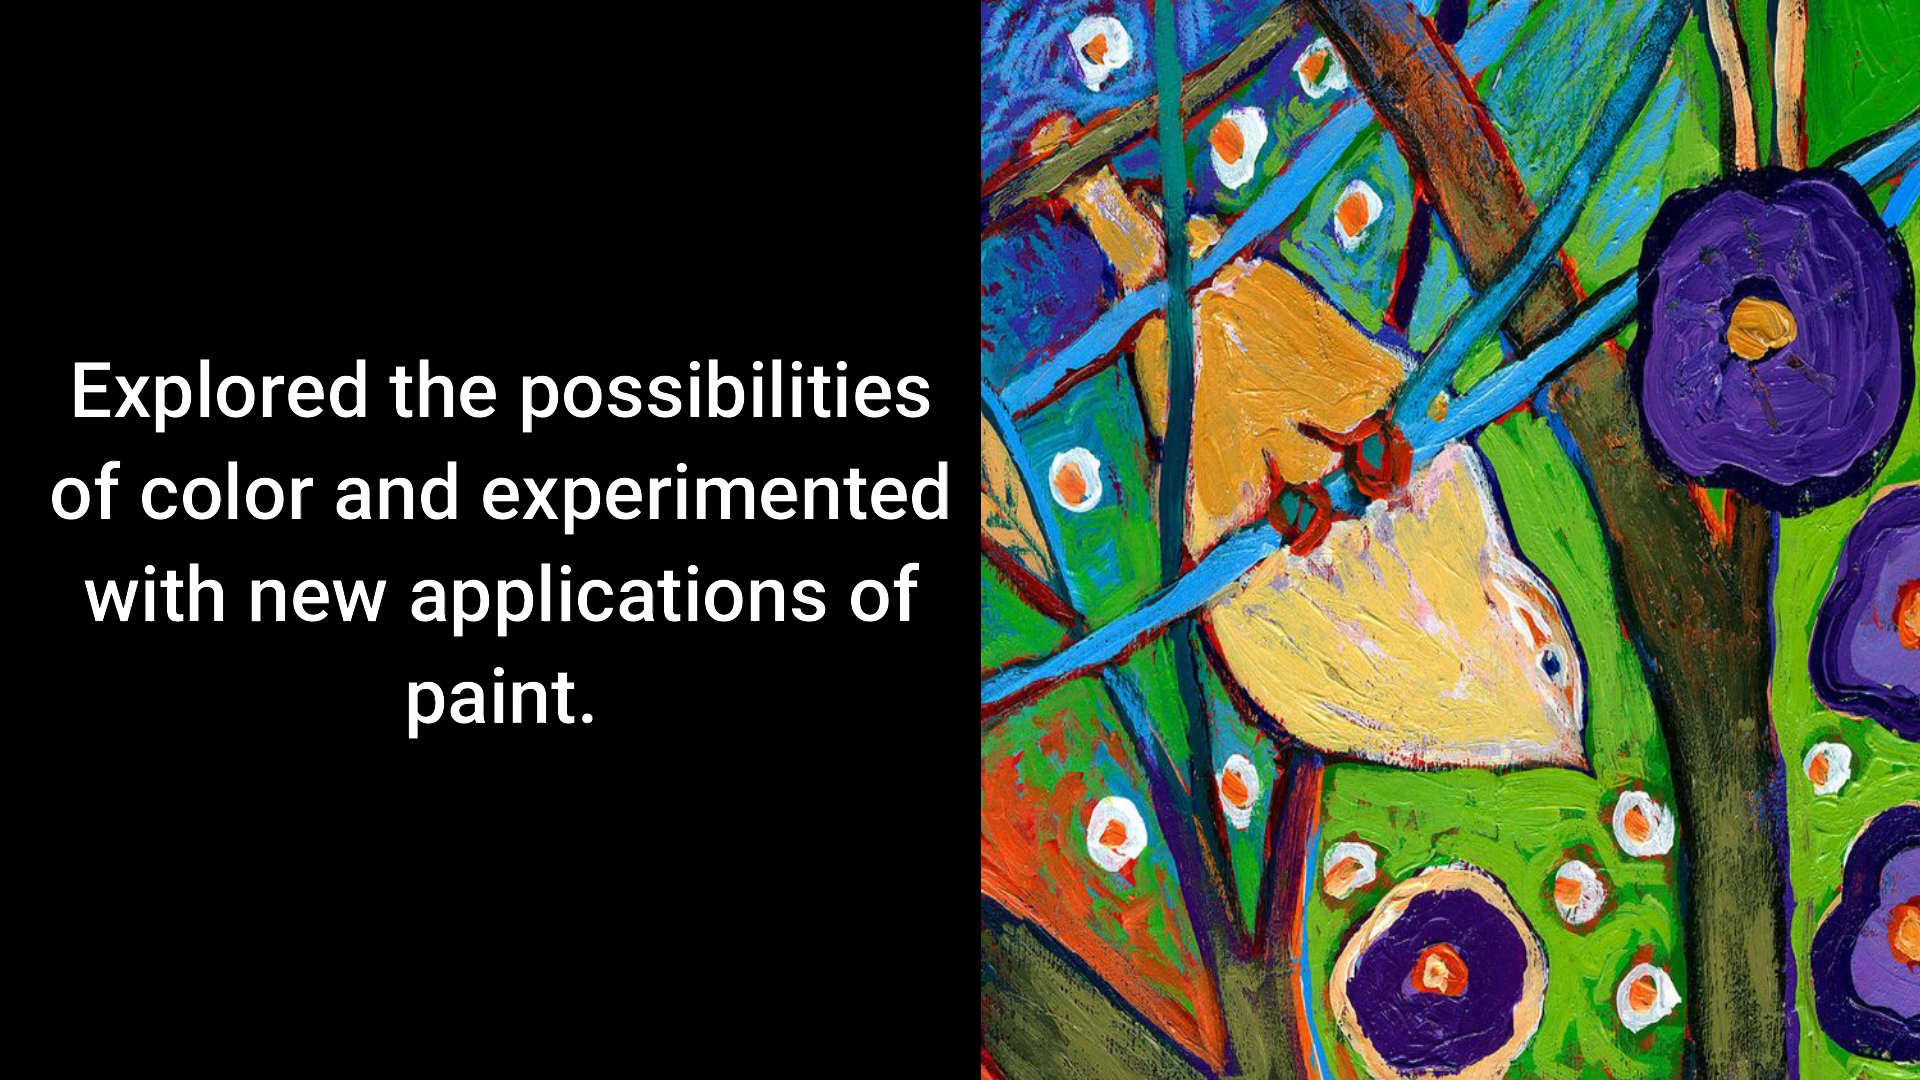 Explored the possibilities
of color and experimented
with new applications of
paint.